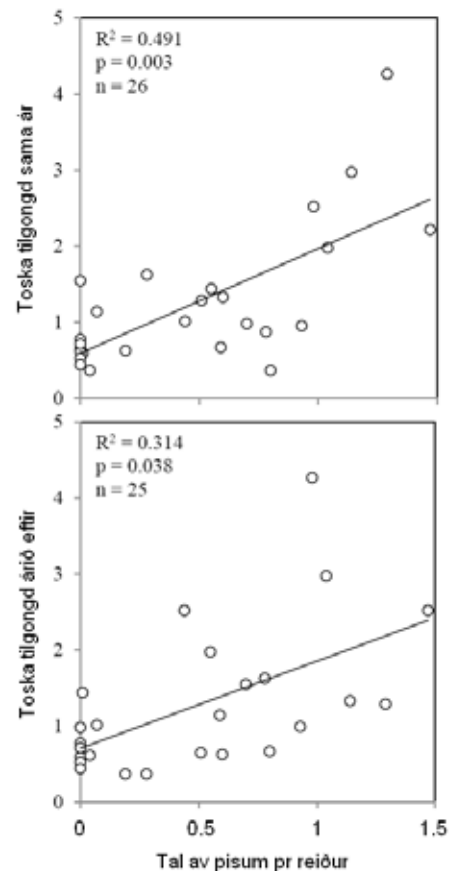 5
R² = 0.491
p = 0.003
n = 26
4
3
2
1
0
Toska tilgongd sama ár
5
R² = 0.314
p = 0.038
n = 25
4
3
2
1
0
Toska tilgongd árið eftir
0 0.5 1 1.5
Tal av pisum pr reiður